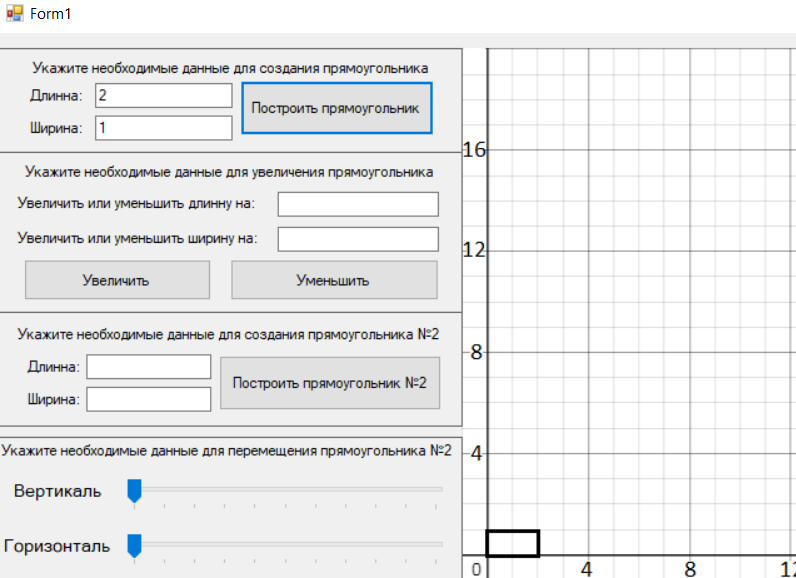 Form1
Укажите необходимые данные для создания прямоугольника
Длинна: 2
Ширина: 1
Построить прямоугольник
Укажите необходимые данные для увеличения прямоугольника
Увеличить или уменьшить длинну на:
Увеличить или уменьшить ширину на:
Увеличить Уменьшить
Укажите необходимые данные для создания прямоугольника №2
Длинна:
Ширина:
Построить прямоугольник №2
Укажите необходимые данные для перемещения прямоугольника №2
Вертикаль
Горизонталь
16
12
8
4
0 4 8 12